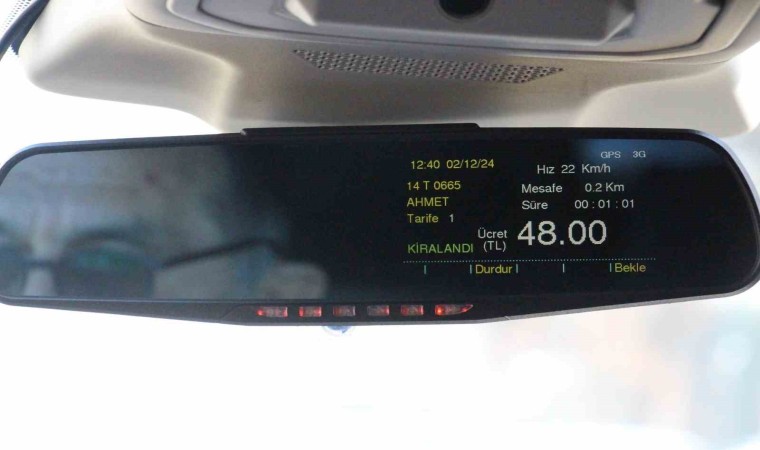 GPS 3G
12:40 02/12/24
Hız 22 Km/h
14 T 0665
Mesafe 0.2 Km
AHMET
Süre 00 : 01 : 01
Tarife 1
Ücret (TL) 48.00
KİRALANDI
Durdur
Bekle